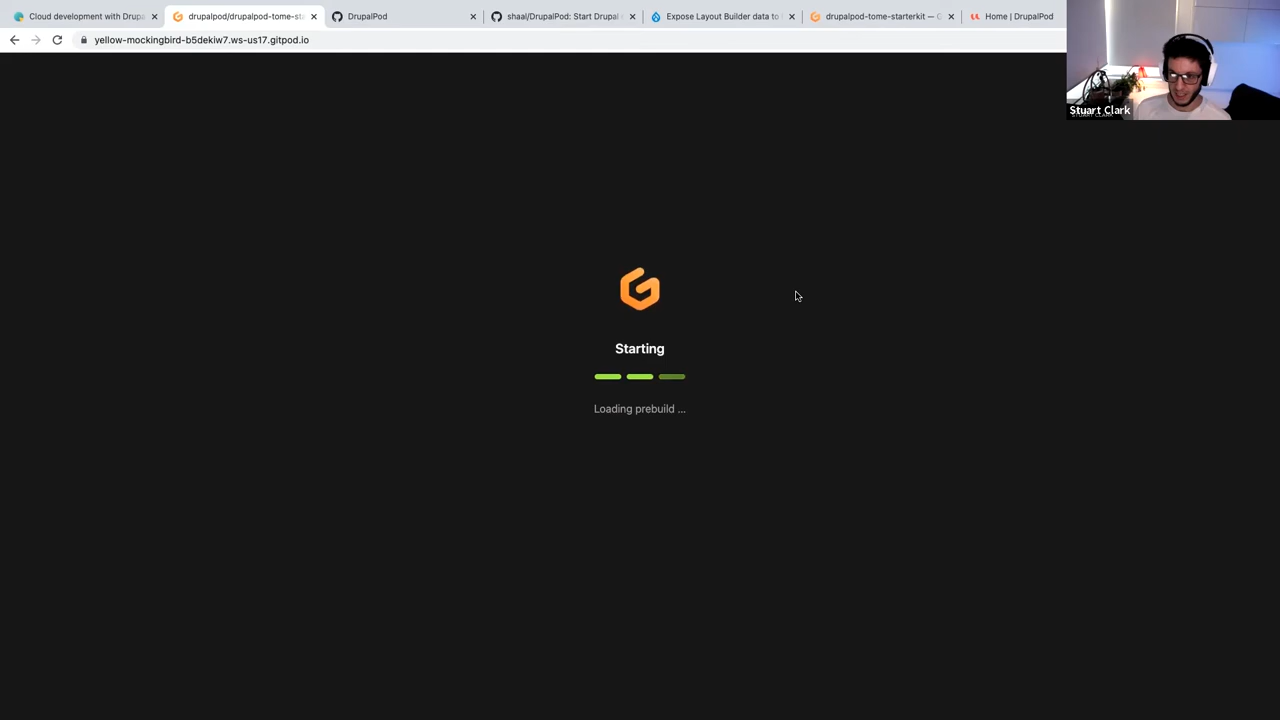 Cloud development with Drupa
drupalpod/drupalpod-tome-sta
DrupalPod
shaal/DrupalPod: Start Drupal
Expose Layout Builder data to
drupalpod-tome-starterkit — G
Home | DrupalPod
yellow-mockingbird-b5dekiw7.ws-us17.gitpod.io
Stuart Clark
Starting
Loading prebuild ...